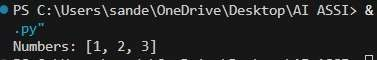 PS C:\Users\sande\OneDrive\Desktop\AI ASSI> &
.py"
Numbers: [1, 2, 3]